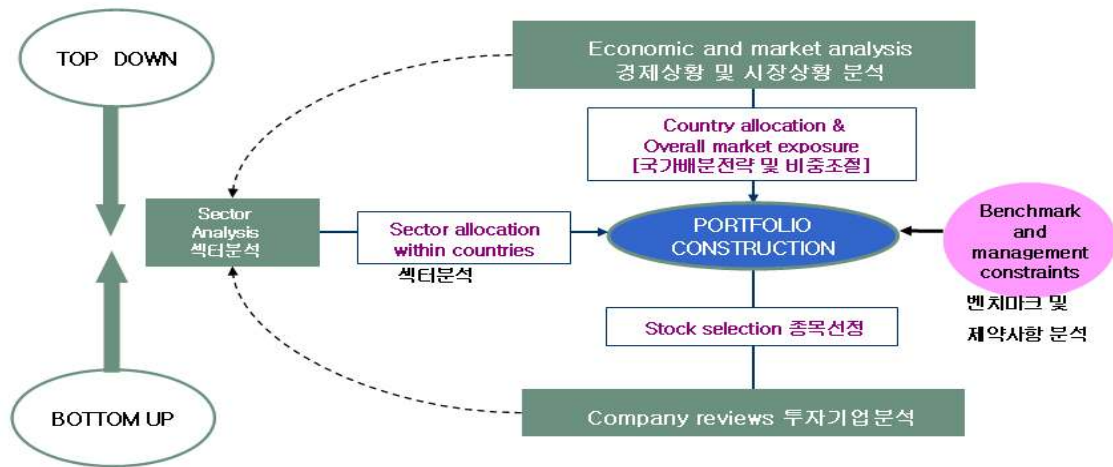 TOP DOWN
Economic and market analysis
경제상황 및 시장상황 분석
Country allocation &
Overall market exposure
[국가배분전략 및 비중조절]
Sector
Analysis
섹터분석
Sector allocation
within countries
섹터분석
PORTFOLIO
CONSTRUCTION
Benchmark
and
management
constraints
벤치마크 및
제약사항 분석
Stock selection 종목선정
BOTTOM UP
Company reviews 투자기업분석